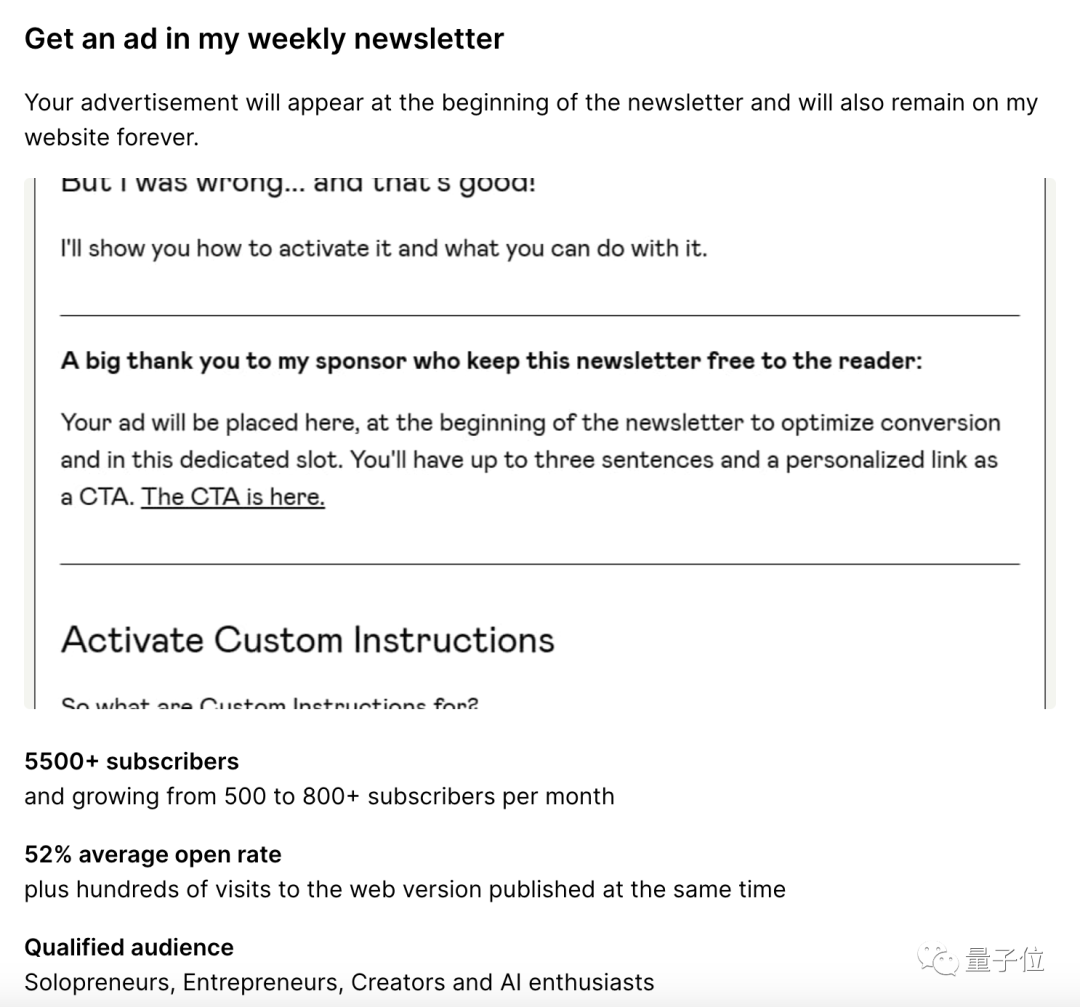 Get an ad in my weekly newsletter
Your advertisement will appear at the beginning of the newsletter and will also remain on my
website forever.
But I was wrong... and that's good!
I'll show you how to activate it and what you can do with it.
A big thank you to my sponsor who keep this newsletter free to the reader:
Your ad will be placed here, at the beginning of the newsletter to optimize conversion
and in this dedicated slot. You'll have up to three sentences and a personalized link as
a CTA. The CTA is here.
Activate Custom Instructions
So what are Custom Instructions for?
5500+ subscribers
and growing from 500 to 800+ subscribers per month
52% average open rate
plus hundreds of visits to the web version published at the same time
Qualified audience
Solopreneurs, Entrepreneurs, Creators and AI enthusiasts
量子位